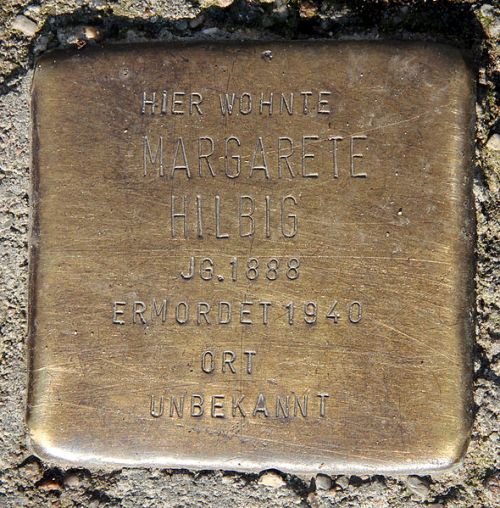 HIER WOHNTE
MARGARETE
HILBIG
JG.1888
ERMORDET 1940
ORT
UNBEKANNT